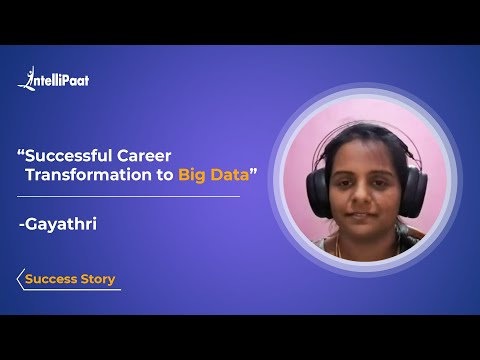 IntelliPaat
“Successful Career
Transformation to Big Data”
-Gayathri
Success Story